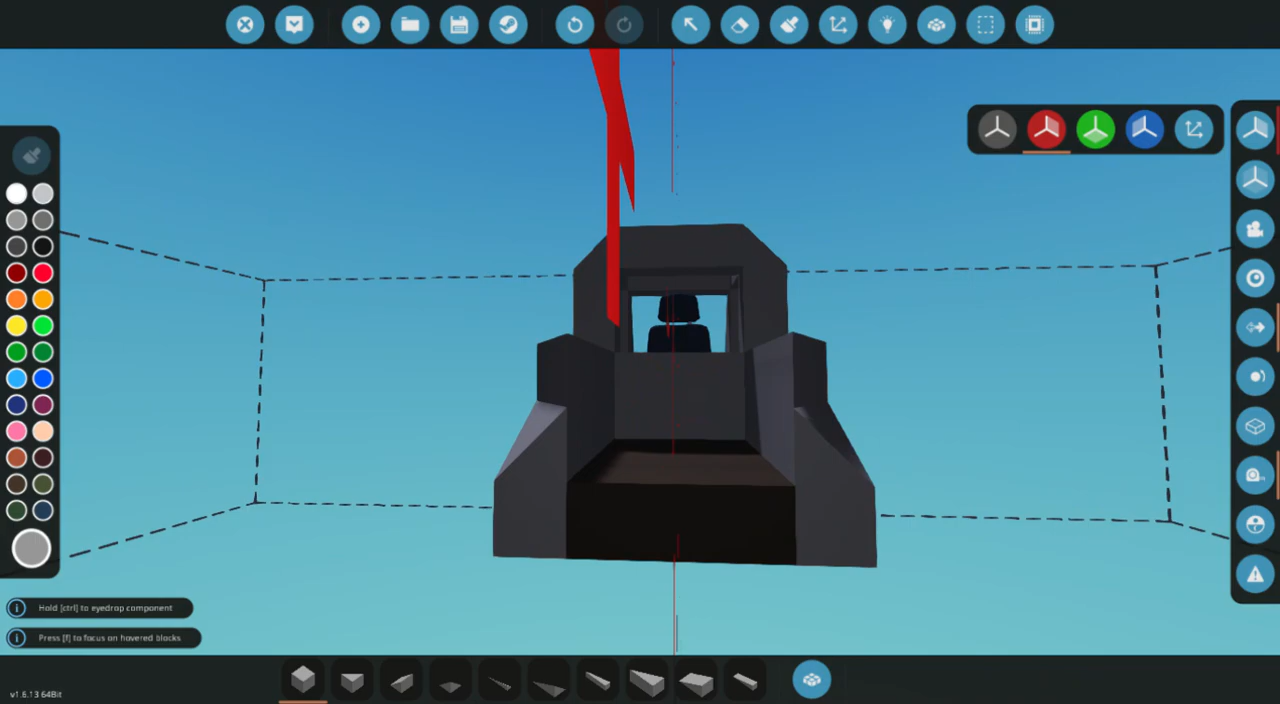 Hold [ctrl] to eyedrop component
Press [f] to focus on hovered blocks
v1.6.13 64Bit